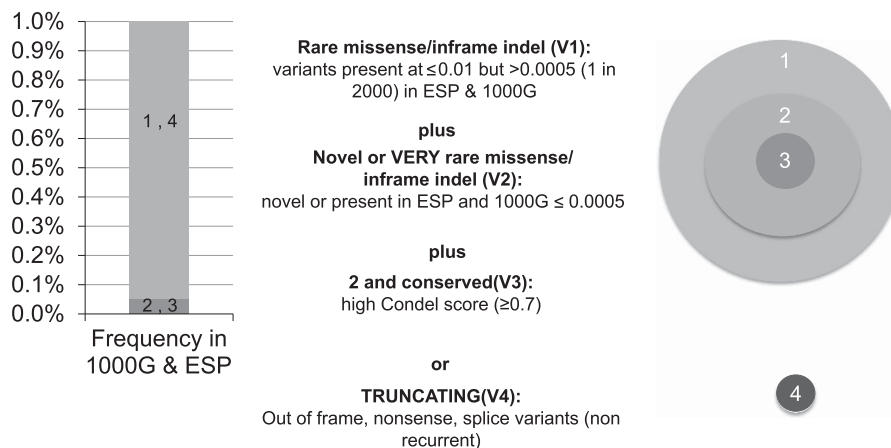 1.0%
0.9%
0.8%
0.7%
0.6%
0.5%
0.4%
0.3%
0.2%
0.1%
0.0%
1 , 4
2 , 3
Frequency in
1000G & ESP
Rare missense/inframe indel (V1):
variants present at ≤0.01 but >0.0005 (1 in
2000) in ESP & 1000G
plus
Novel or VERY rare missense/
inframe indel (V2):
novel or present in ESP and 1000G ≤ 0.0005
plus
2 and conserved(V3):
high Condel score (≥0.7)
or
TRUNCATING(V4):
Out of frame, nonsense, splice variants (non
recurrent)
1
2
3
4